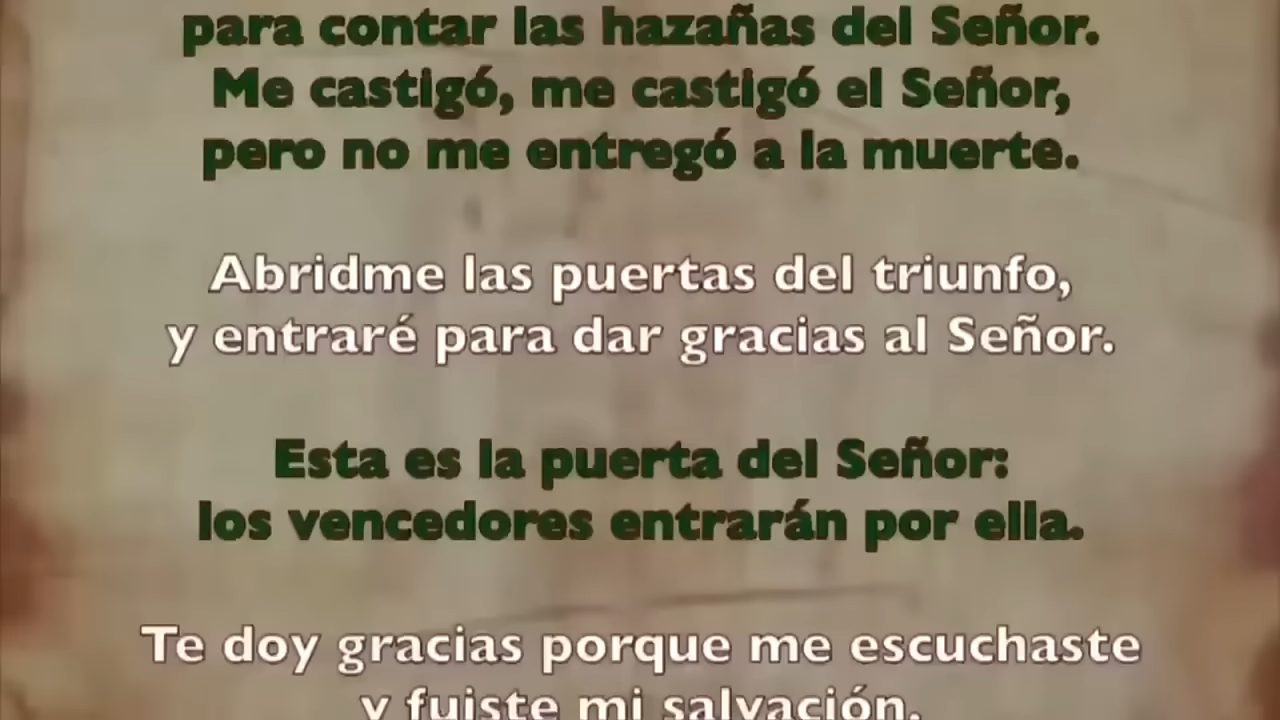 para contar las hazañas del Señor.
Me castigó, me castigó el Señor,
pero no me entregó a la muerte.
Abridme las puertas del triunfo,
y entraré para dar gracias al Señor.
Esta es la puerta del Señor:
los vencedores entrarán por ella.
Te doy gracias porque me escuchaste
y fuiste mi salvación.